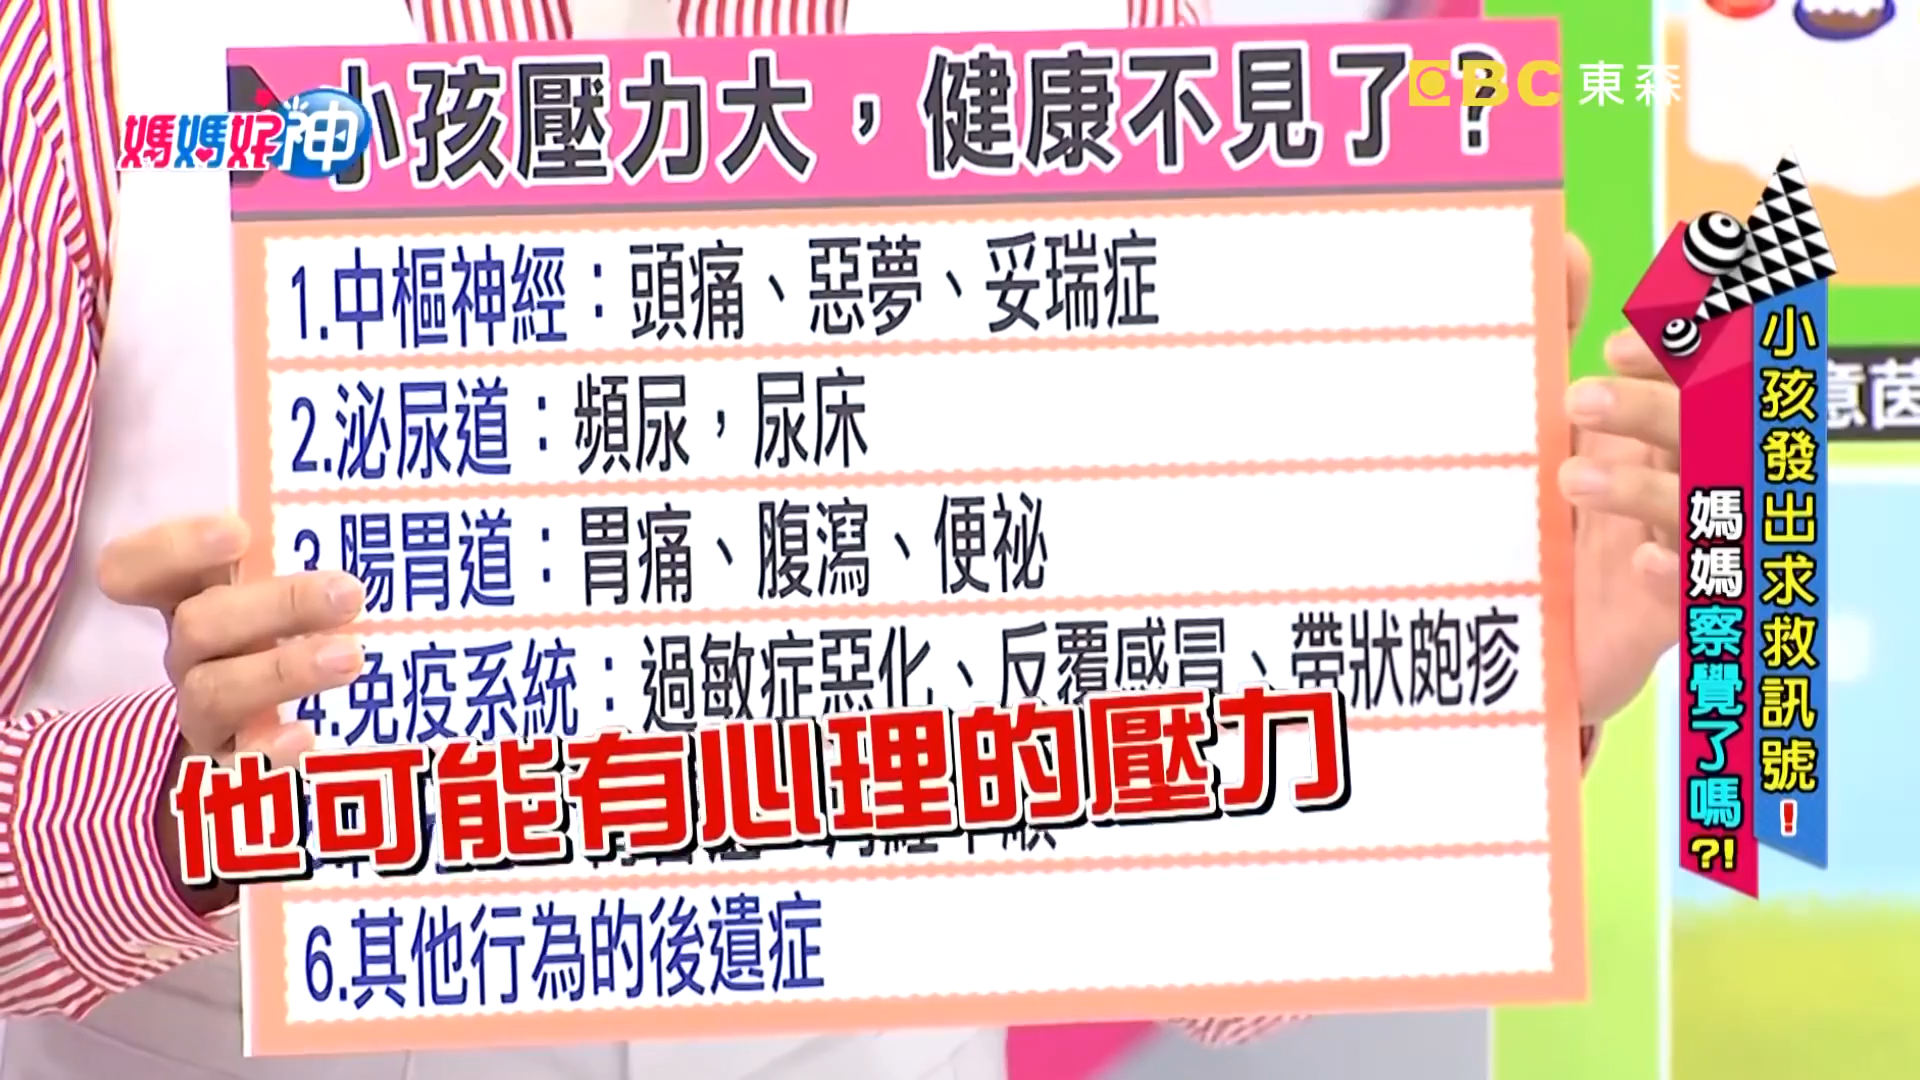 小孩壓力大，健康不見了？
媽媽好神
EBC 東森
1.中樞神經：頭痛、惡夢、妥瑞症
2.泌尿道：頻尿，尿床
3.腸胃道：胃痛、腹瀉、便祕
4.免疫系統：過敏症惡化、反覆感冒、帶狀皰疹
他可能有心理的壓力
6.其他行為的後遺症
小孩發出求救訊號！
媽媽察覺了嗎？！
意茵